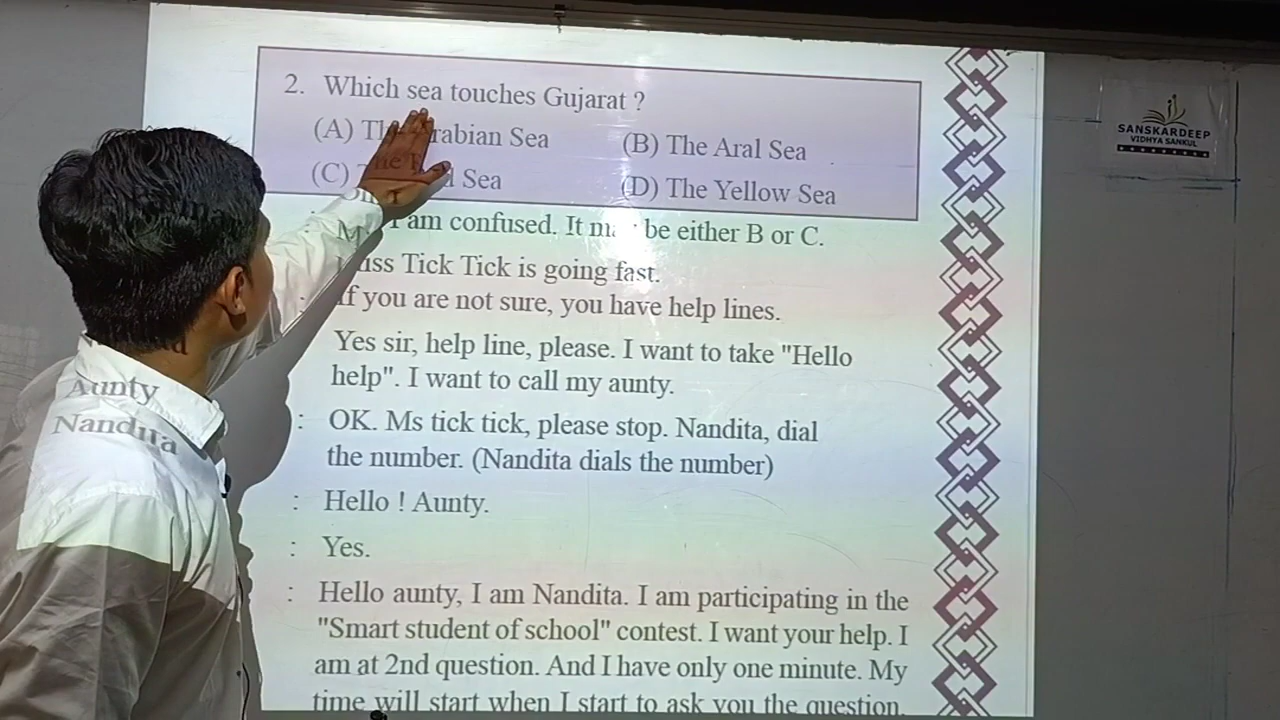 2. Which sea touches Gujarat ?
(A) The Arabian Sea (B) The Aral Sea
(C) Sea (D) The Yellow Sea
I am confused. It may be either B or C.
Miss Tick Tick is going fast.
If you are not sure, you have help lines.
Yes sir, help line, please. I want to take "Hello
help". I want to call my aunty.
: OK. Ms tick tick, please stop. Nandita, dial
the number. (Nandita dials the number)
: Hello ! Aunty.
Aunty : Yes.
Nandita : Hello aunty, I am Nandita. I am participating in the
"Smart student of school" contest. I want your help. I
am at 2nd question. And I have only one minute. My
time will start when I start to ask you the question.
SANSKARDEEP
VIDHYA SANKUL